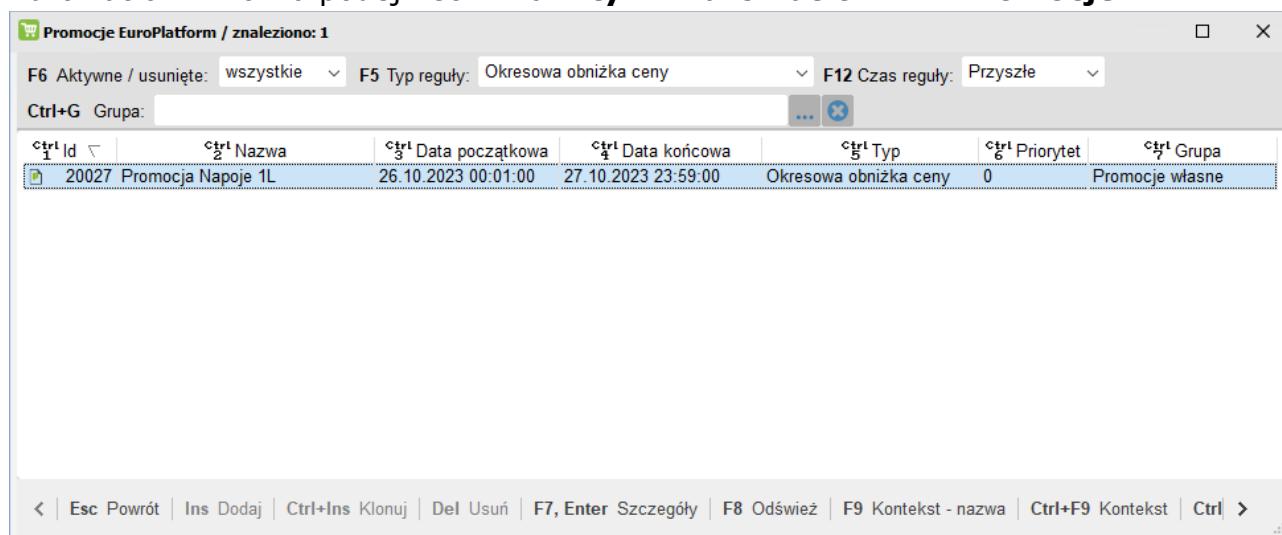 Promocje EuroPlatform / znaleziono: 1
F6 Aktywne / usunięte: wszystkie F5 Typ reguły: Okresowa obniżka ceny F12 Czas reguły: Przyszłe
Ctrl+G Grupa: ...
Ctrl 1 Id Ctrl 2 Nazwa Ctrl 3 Data początkowa Ctrl 4 Data końcowa Ctrl 5 Typ Ctrl 6 Priorytet Ctrl 7 Grupa
20027 Promocja Napoje 1L 26.10.2023 00:01:00 27.10.2023 23:59:00 Okresowa obniżka ceny 0 Promocje własne
Esc Powrót Ins Dodaj Ctrl+Ins Klonuj Del Usuń F7, Enter Szczegóły F8 Odśwież F9 Kontekst - nazwa Ctrl+F9 Kontekst Ctrl